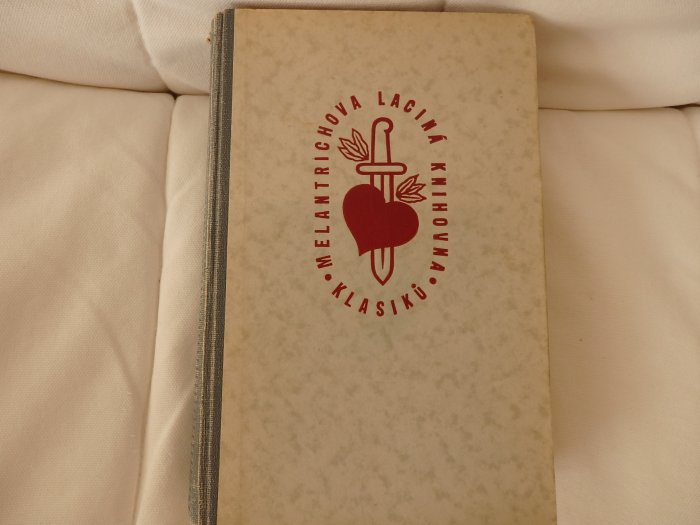 MELANTRICHOVA LACINÁ KNIHOVNA
• KLASIKŮ •